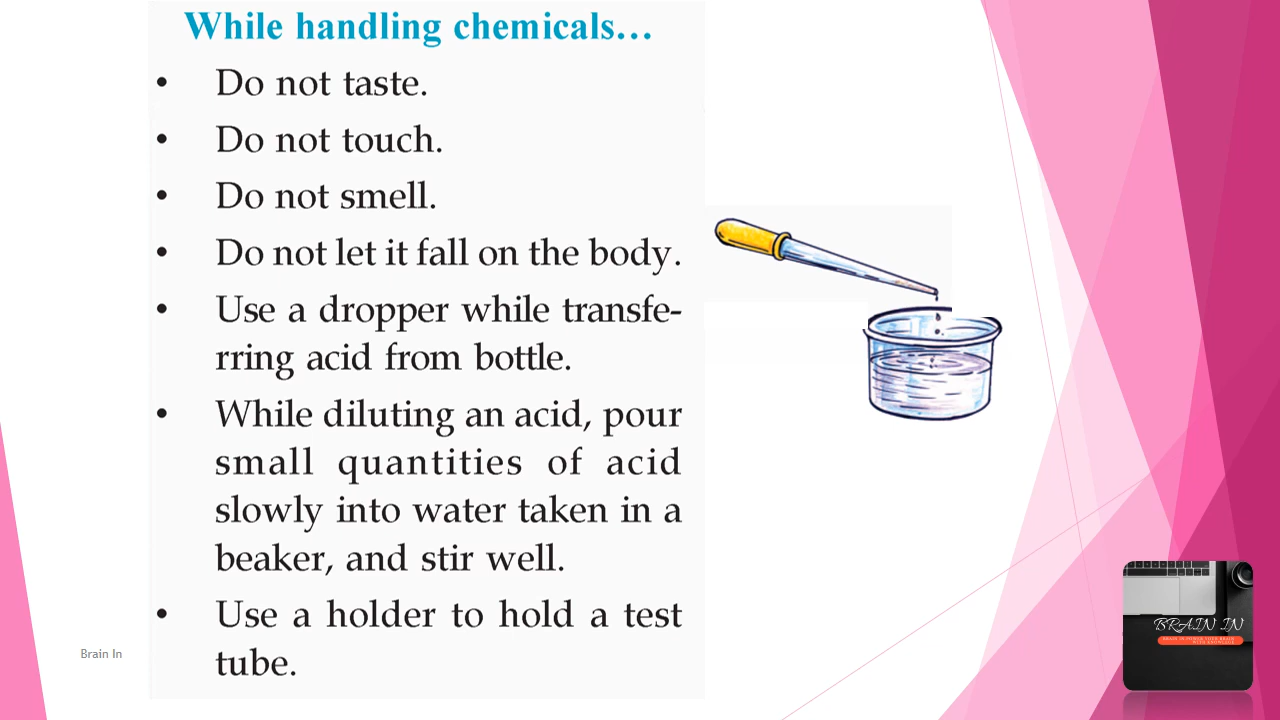 While handling chemicals...
• Do not taste.
• Do not touch.
• Do not smell.
• Do not let it fall on the body.
• Use a dropper while transfe-
rring acid from bottle.
• While diluting an acid, pour
small quantities of acid
slowly into water taken in a
beaker, and stir well.
• Use a holder to hold a test
tube.
Brain In
BRAIN IN